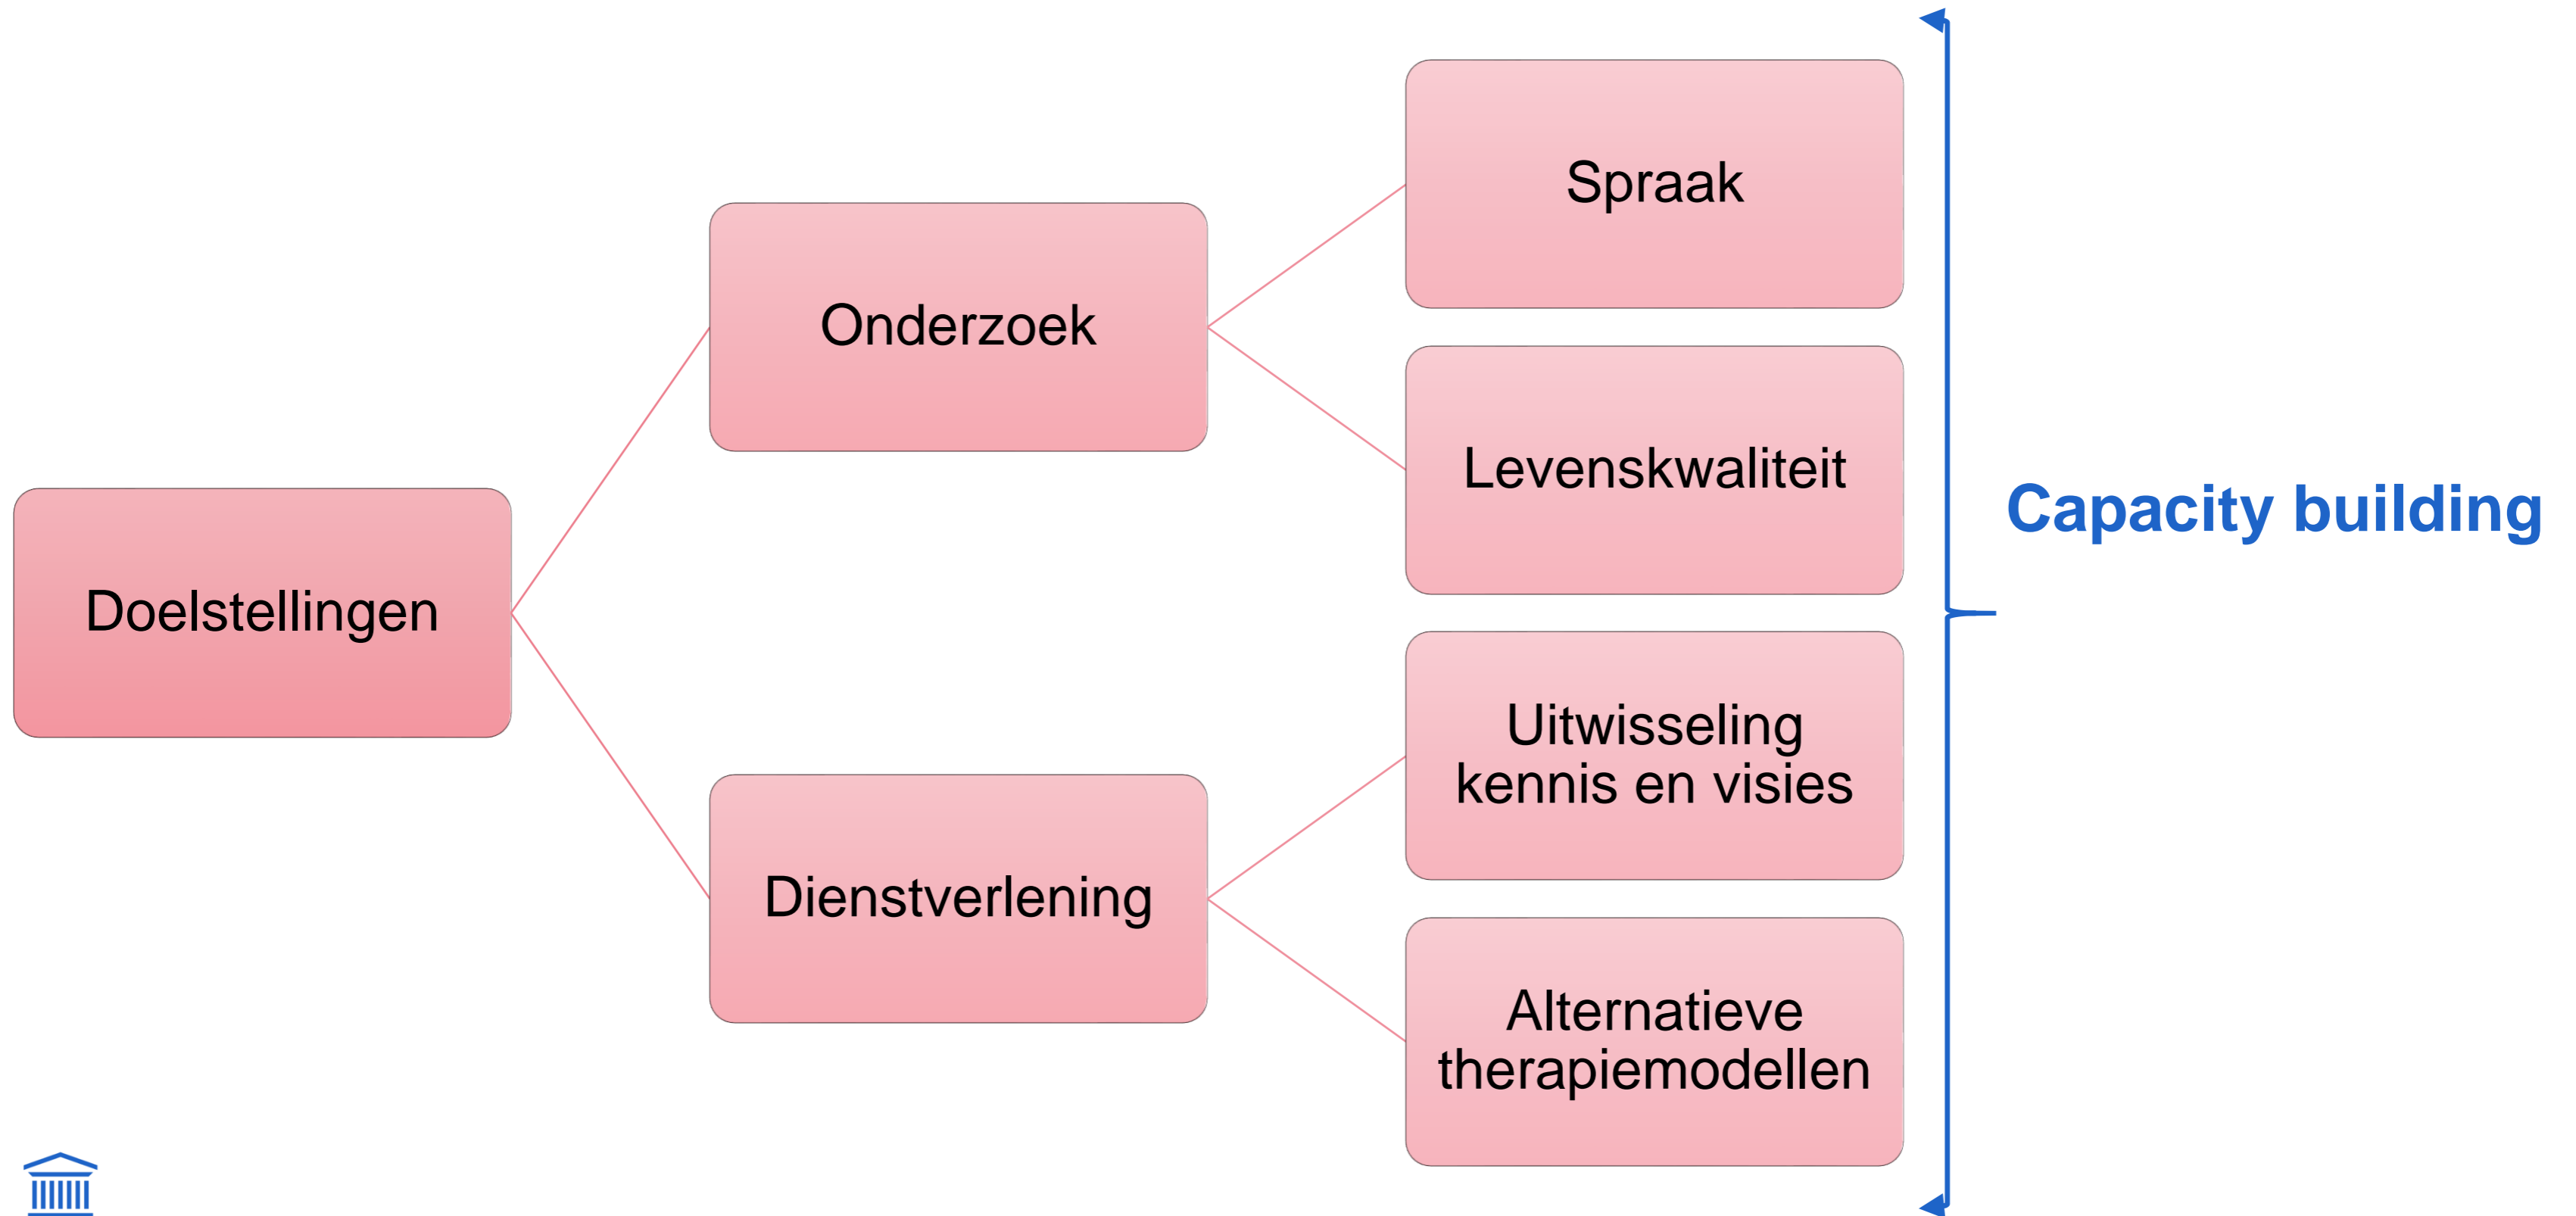 Doelstellingen
Onderzoek
Spraak
Levenskwaliteit
Dienstverlening
Uitwisseling
kennis en visies
Alternatieve
therapiemodellen
Capacity building